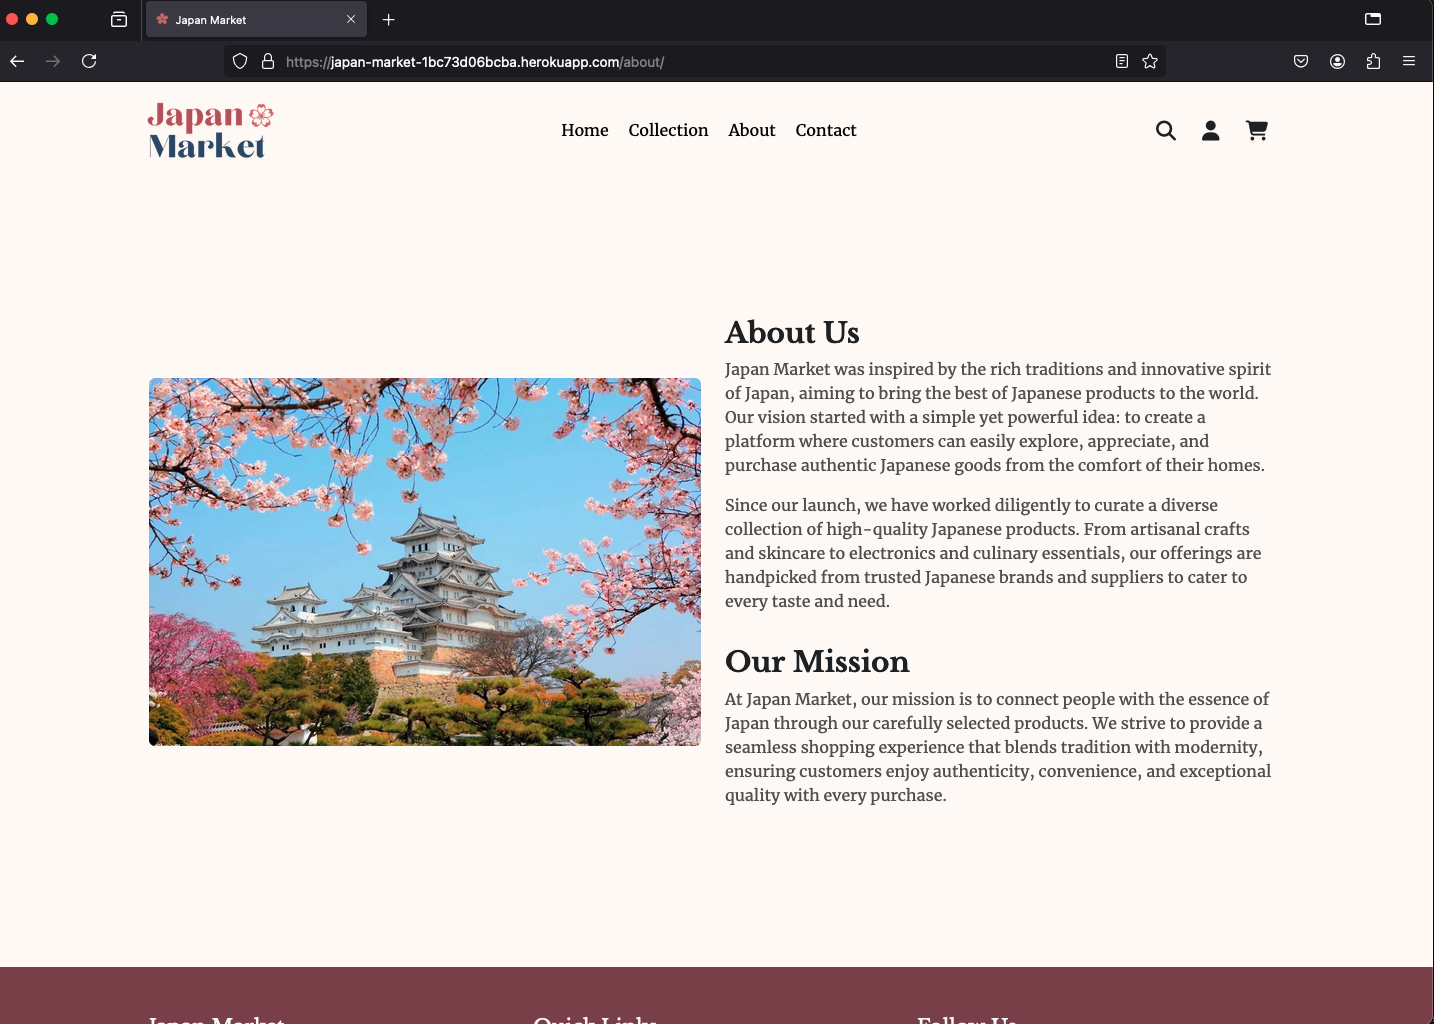 Japan Market
https://japan-market-1bc73d06bcba.herokuapp.com/about/
Japan
Market
Home Collection About Contact
About Us
Japan Market was inspired by the rich traditions and innovative spirit
of Japan, aiming to bring the best of Japanese products to the world.
Our vision started with a simple yet powerful idea: to create a
platform where customers can easily explore, appreciate, and
purchase authentic Japanese goods from the comfort of their homes.
Since our launch, we have worked diligently to curate a diverse
collection of high-quality Japanese products. From artisanal crafts
and skincare to electronics and culinary essentials, our offerings are
handpicked from trusted Japanese brands and suppliers to cater to
every taste and need.
Our Mission
At Japan Market, our mission is to connect people with the essence of
Japan through our carefully selected products. We strive to provide a
seamless shopping experience that blends tradition with modernity,
ensuring customers enjoy authenticity, convenience, and exceptional
quality with every purchase.
Japan Market Quick Links Follow Us